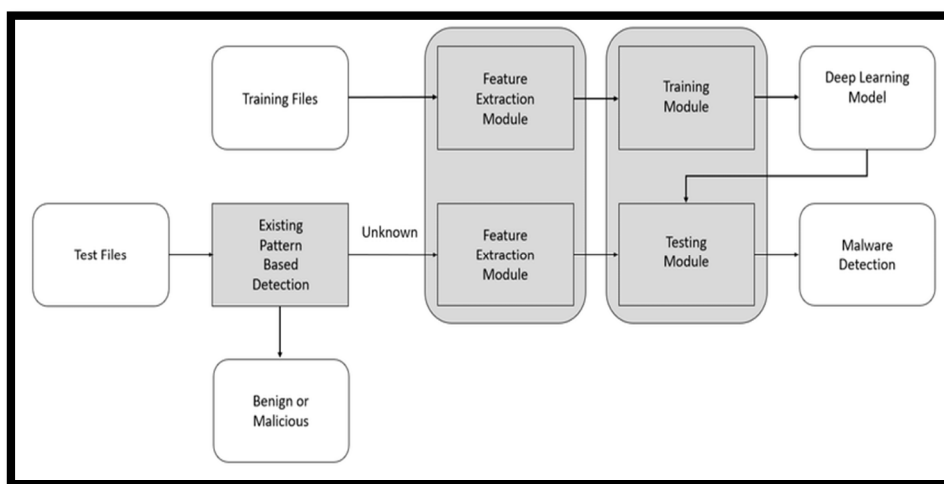 Training Files
Feature
Extraction
Module
Training
Module
Deep Learning
Model
Test Files
Existing
Pattern
Based
Detection
Unknown
Feature
Extraction
Module
Testing
Module
Malware
Detection
Benign or
Malicious